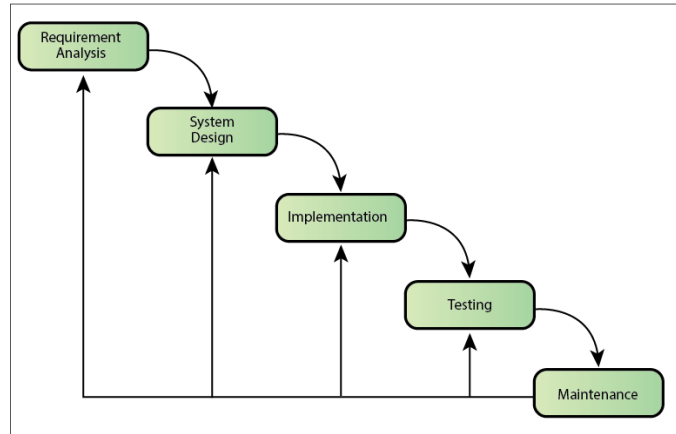 Requirement
Analysis
System
Design
Implementation
Testing
Maintenance